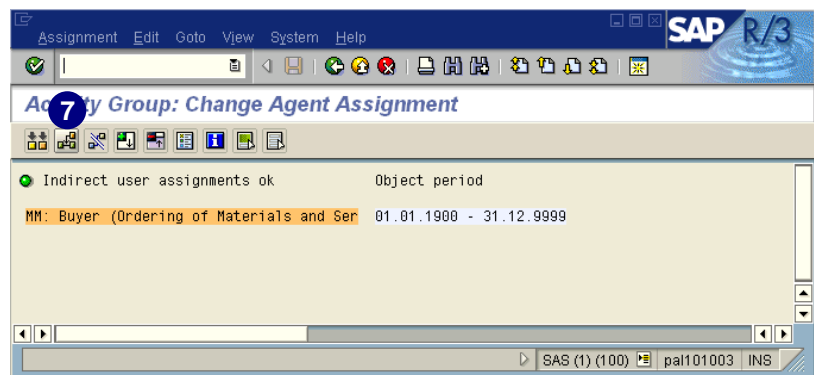 Assignment Edit Goto View System Help
SAP R/3
Activity Group: Change Agent Assignment
7
Indirect user assignments ok Object period
MM: Buyer (Ordering of Materials and Ser 01.01.1900 - 31.12.9999
SAS (1) (100) pal101003 INS